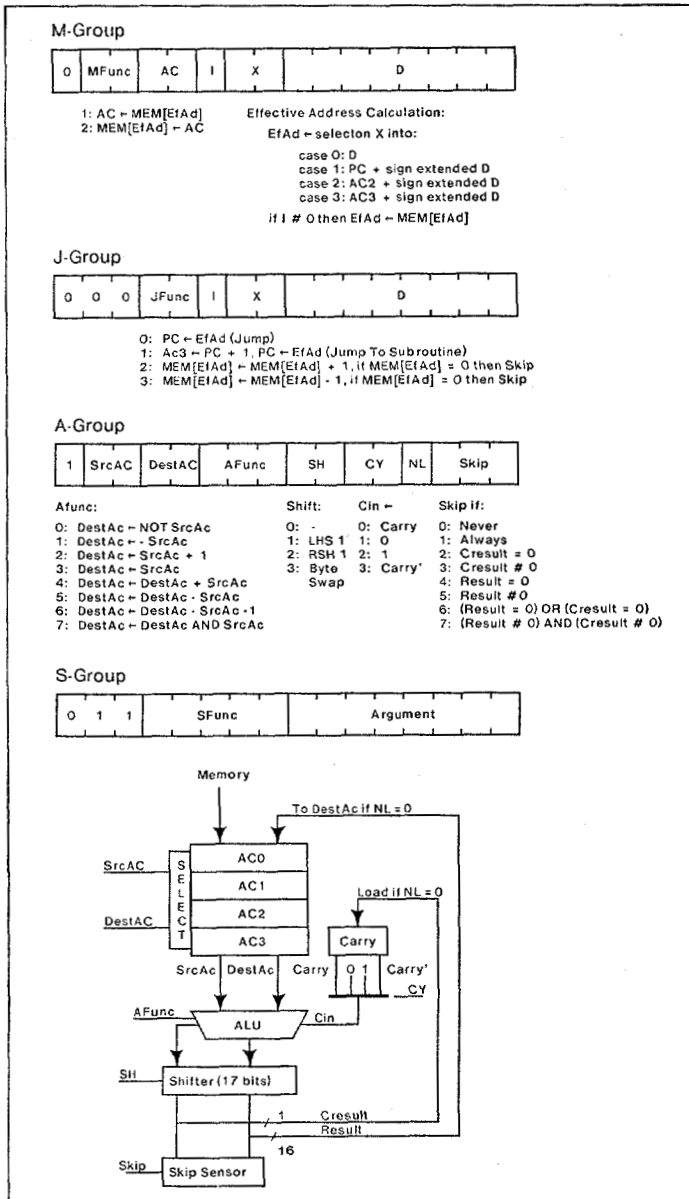 M-Group
0 MFunc AC I X D
1: AC ← MEM[EfAd]
2: MEM[EfAd] ← AC
Effective Address Calculation:
EfAd ← selecton X into:
case 0: D
case 1: PC + sign extended D
case 2: AC2 + sign extended D
case 3: AC3 + sign extended D
if I # 0 then EfAd ← MEM[EfAd]
J-Group
0 0 0 JFunc I X D
0: PC ← EfAd (Jump)
1: Ac3 ← PC + 1, PC ← EfAd (Jump To Subroutine)
2: MEM[EfAd] ← MEM[EfAd] + 1, if MEM[EfAd] = 0 then Skip
3: MEM[EfAd] ← MEM[EfAd] - 1, if MEM[EfAd] = 0 then Skip
A-Group
1 SrcAC DestAC AFunc SH CY NL Skip
Afunc:
0: DestAc ← NOT SrcAc
1: DestAc ← - SrcAc
2: DestAc ← SrcAc + 1
3: DestAc ← SrcAc
4: DestAc ← DestAc + SrcAc
5: DestAc ← DestAc - SrcAc
6: DestAc ← DestAc - SrcAc - 1
7: DestAc ← DestAc AND SrcAc
Shift:
0: -
1: LHS 1
2: RSH 1
3: Byte
Swap
Cin ←
0: Carry
1: 0
2: 1
3: Carry'
Skip if:
0: Never
1: Always
2: Cresult = 0
3: Cresult # 0
4: Result = 0
5: Result # 0
6: (Result = 0) OR (Cresult = 0)
7: (Result # 0) AND (Cresult # 0)
S-Group
0 1 1 SFunc Argument
Memory
To DestAc if NL = 0
SrcAC
SELECT
AC0
AC1
Load if NL = 0
DestAC
AC2
AC3
Carry
SrcAc DestAc Carry 0 1 Carry'
CY
AFunc
ALU
Cin
SH
Shifter (17 bits)
1 Cresult
Result
16
Skip
Skip Sensor